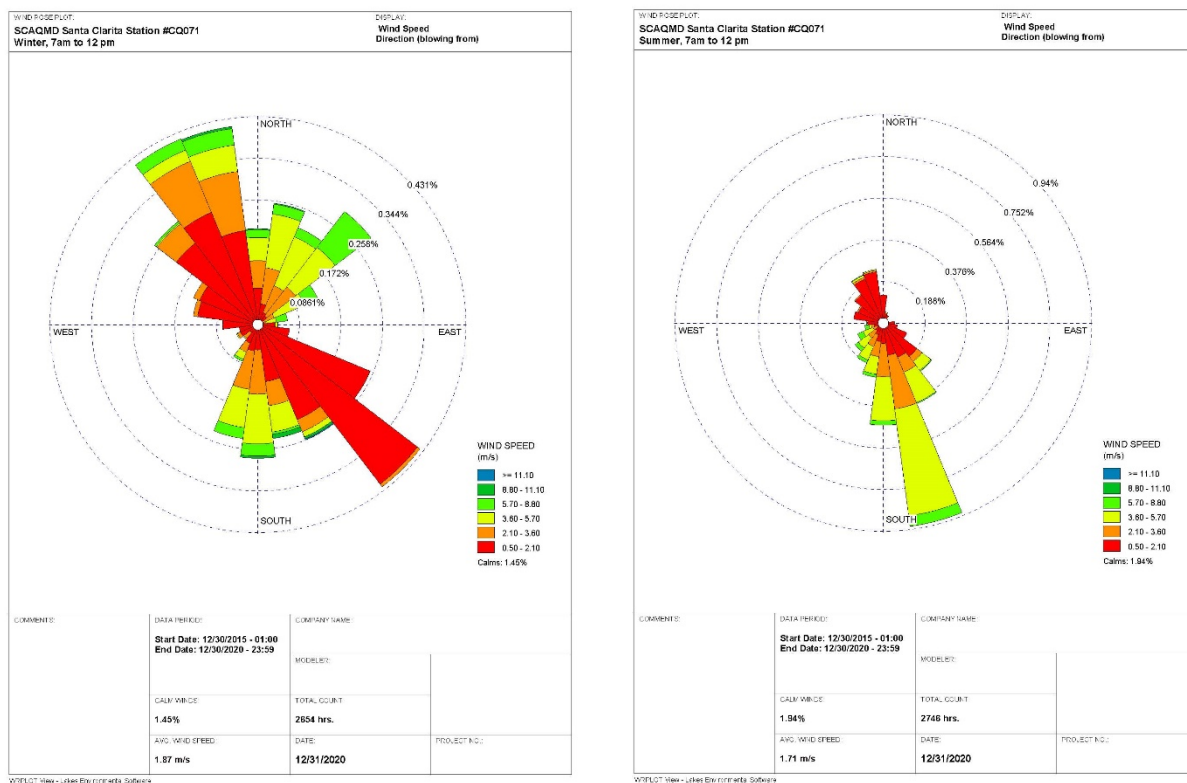 WIND ROSE PLOT:
SCAQMD Santa Clarita Station #CQ071
Winter, 7am to 12 pm
DISPLAY:
Wind Speed
Direction (blowing from)
NORTH
0.431%
0.344%
0.258%
0.172%
0.0861%
WEST
EAST
SOUTH
WIND SPEED
(m/s)
>= 11.10
8.80 - 11.10
5.70 - 8.80
3.60 - 5.70
2.10 - 3.60
0.50 - 2.10
Calms: 1.45%
COMMENTS:
DATA PERIOD:
Start Date: 12/30/2015 - 01:00
End Date: 12/30/2020 - 23:59
COMPANY NAME:
MODELER:
CALM WINDS:
1.45%
TOTAL COUNT:
2654 hrs.
AVG. WIND SPEED:
1.87 m/s
DATE:
12/31/2020
PROJECT NO.:
WRPLOT View - Lakes Environmental Software
WIND ROSE PLOT:
SCAQMD Santa Clarita Station #CQ071
Summer, 7am to 12 pm
DISPLAY:
Wind Speed
Direction (blowing from)
NORTH
0.94%
0.752%
0.564%
0.376%
0.188%
WEST
EAST
SOUTH
WIND SPEED
(m/s)
>= 11.10
8.80 - 11.10
5.70 - 8.80
3.60 - 5.70
2.10 - 3.60
0.50 - 2.10
Calms: 1.94%
COMMENTS:
DATA PERIOD:
Start Date: 12/30/2015 - 01:00
End Date: 12/30/2020 - 23:59
COMPANY NAME:
MODELER:
CALM WINDS:
1.94%
TOTAL COUNT:
2746 hrs.
AVG. WIND SPEED:
1.71 m/s
DATE:
12/31/2020
PROJECT NO.:
WRPLOT View - Lakes Environmental Software